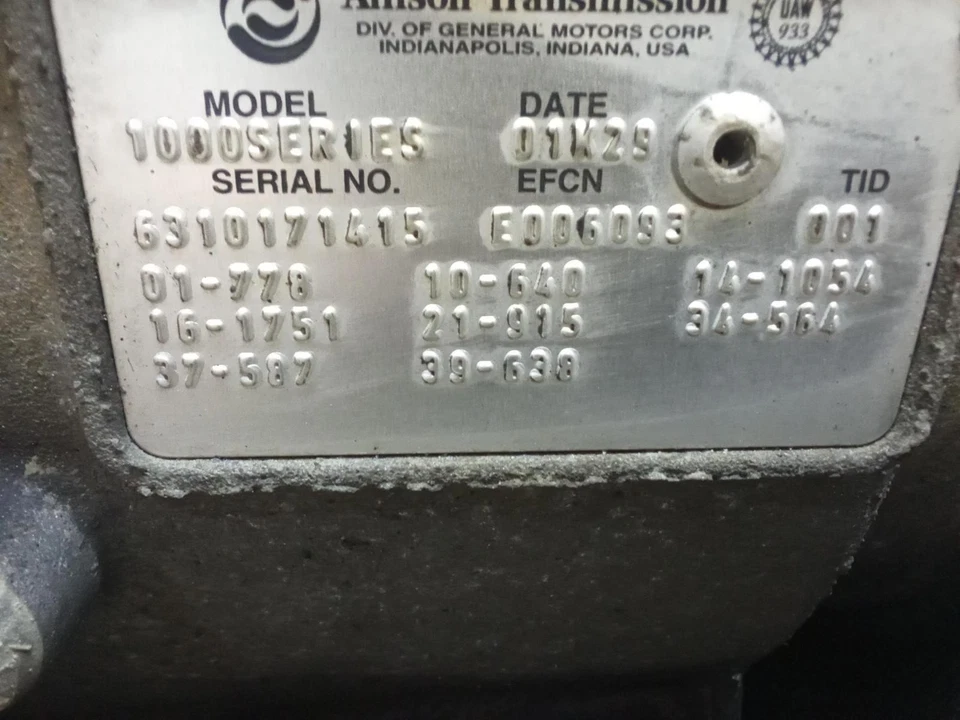 Allison Transmission
DIV. OF GENERAL MOTORS CORP.
INDIANAPOLIS, INDIANA, USA
UAW
933
MODEL DATE
1000SERIES 01K29
SERIAL NO. EFCN TID
6310171415 E006093 001
01-778 10-640 14-1054
16-1751 21-915 34-564
37-587 39-638